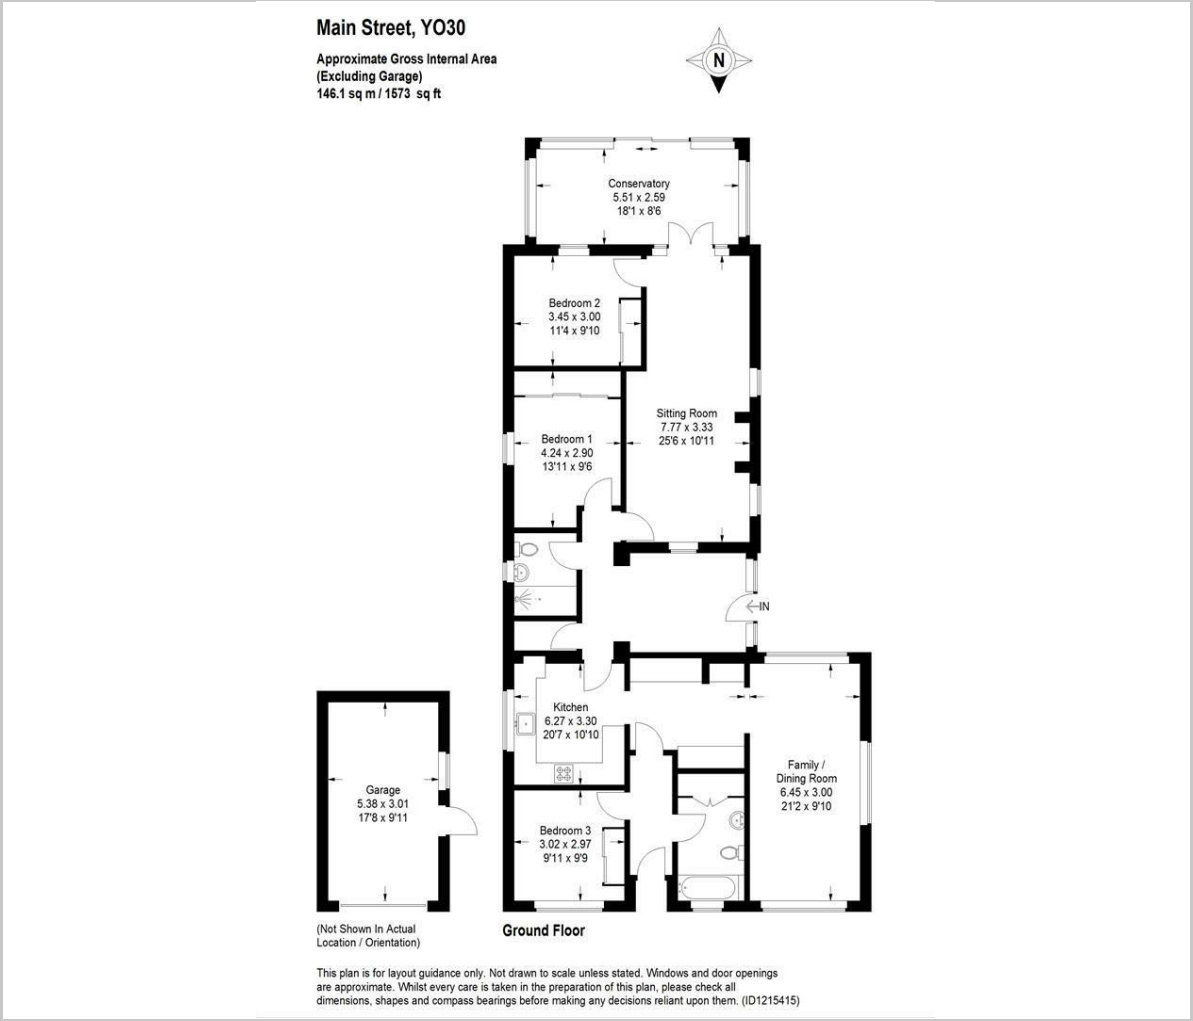 Main Street, YO30
Approximate Gross Internal Area
(Excluding Garage)
146.1 sq m / 1573 sq ft
N
Conservatory
5.51 x 2.59
18'1 x 8'6
Bedroom 2
3.45 x 3.00
11'4 x 9'10
Sitting Room
7.77 x 3.33
25'6 x 10'11
Bedroom 1
4.24 x 2.90
13'11 x 9'6
IN
Kitchen
6.27 x 3.30
20'7 x 10'10
Family /
Dining Room
6.45 x 3.00
21'2 x 9'10
Garage
5.38 x 3.01
17'8 x 9'11
Bedroom 3
3.02 x 2.97
9'11 x 9'9
(Not Shown In Actual
Location / Orientation)
Ground Floor
This plan is for layout guidance only. Not drawn to scale unless stated. Windows and door openings
are approximate. Whilst every care is taken in the preparation of this plan, please check all
dimensions, shapes and compass bearings before making any decisions reliant upon them. (ID1215415)